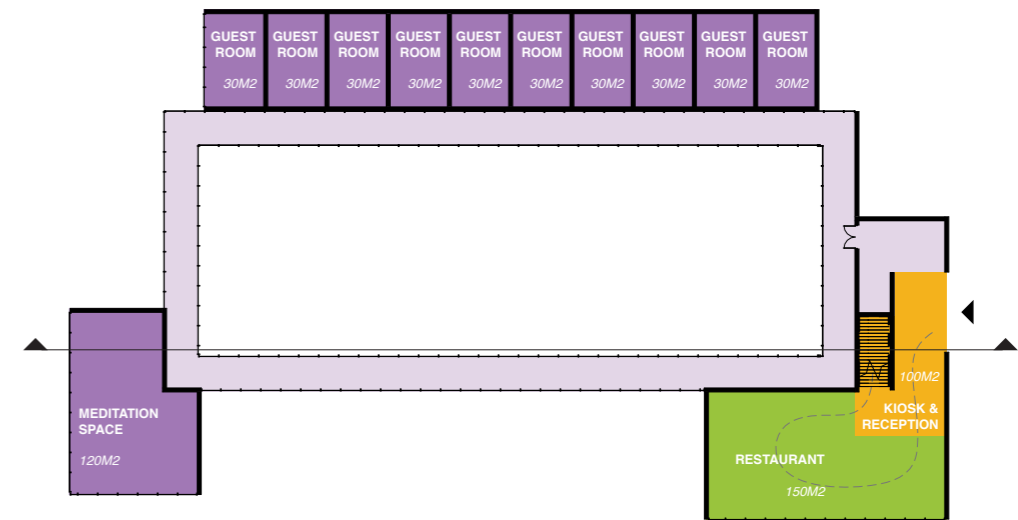 GUEST GUEST GUEST GUEST GUEST GUEST GUEST GUEST GUEST GUEST
ROOM ROOM ROOM ROOM ROOM ROOM ROOM ROOM ROOM ROOM
30M2 30M2 30M2 30M2 30M2 30M2 30M2 30M2 30M2 30M2
100M2
KIOSK &
RECEPTION
MEDITATION
SPACE
120M2
RESTAURANT
150M2